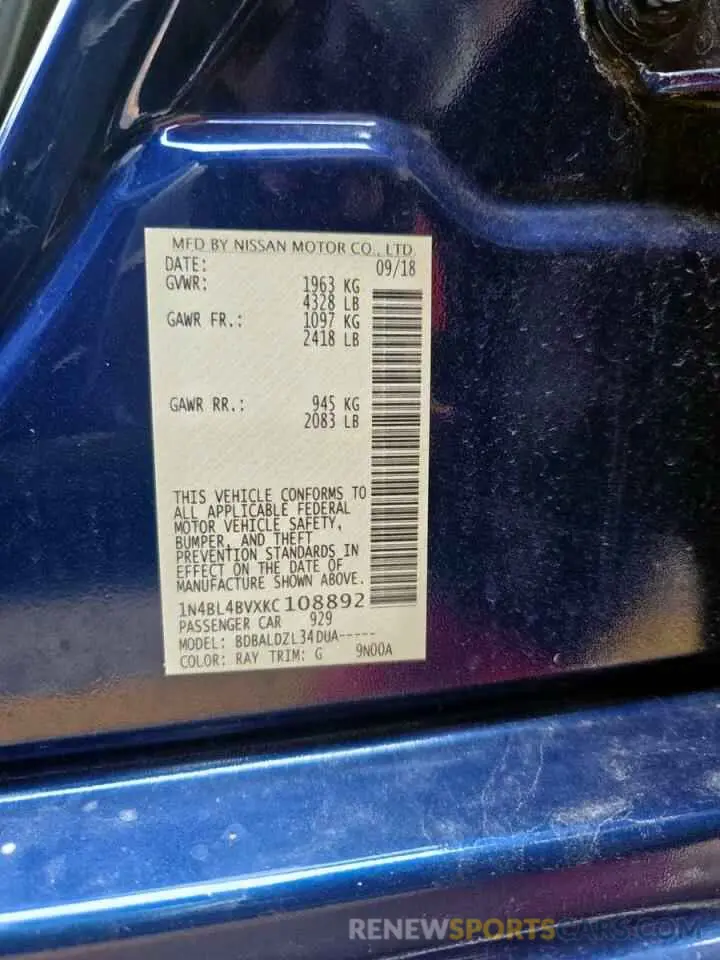 MFD BY NISSAN MOTOR CO., LTD.
DATE: 09/18
GVWR: 1963 KG
4328 LB
GAWR FR.: 1097 KG
2418 LB
GAWR RR.: 945 KG
2083 LB
THIS VEHICLE CONFORMS TO
ALL APPLICABLE FEDERAL
MOTOR VEHICLE SAFETY,
BUMPER, AND THEFT
PREVENTION STANDARDS IN
EFFECT ON THE DATE OF
MANUFACTURE SHOWN ABOVE.
1N4BL4BVXKC108892
PASSENGER CAR 929
MODEL: BDBALDZL34DUA-----
COLOR: RAY TRIM: G 9N00A
RENEWSPORTSCARS.COM